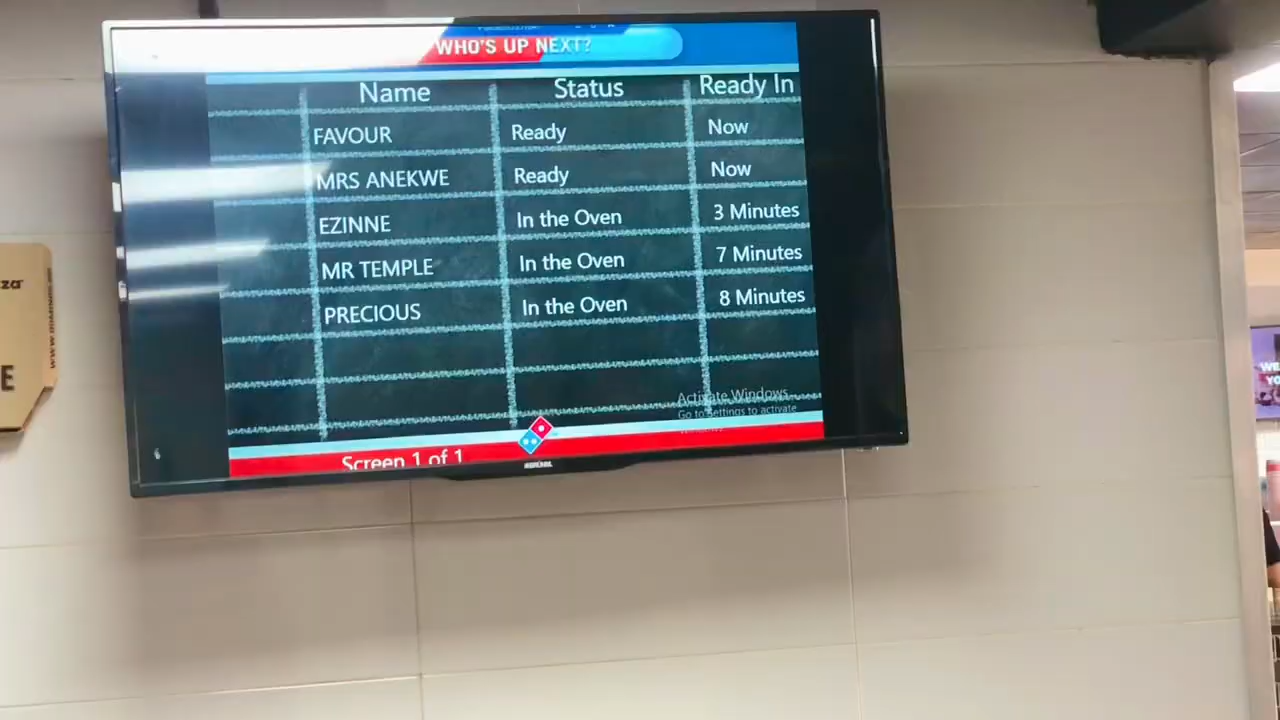 WHO'S UP NEXT?
Name Status Ready In
FAVOUR Ready Now
MRS ANEKWE Ready Now
EZINNE In the Oven 3 Minutes
MR TEMPLE In the Oven 7 Minutes
PRECIOUS In the Oven 8 Minutes
Activate Windows
Go to Settings to activate
Screen 1 of 1
E